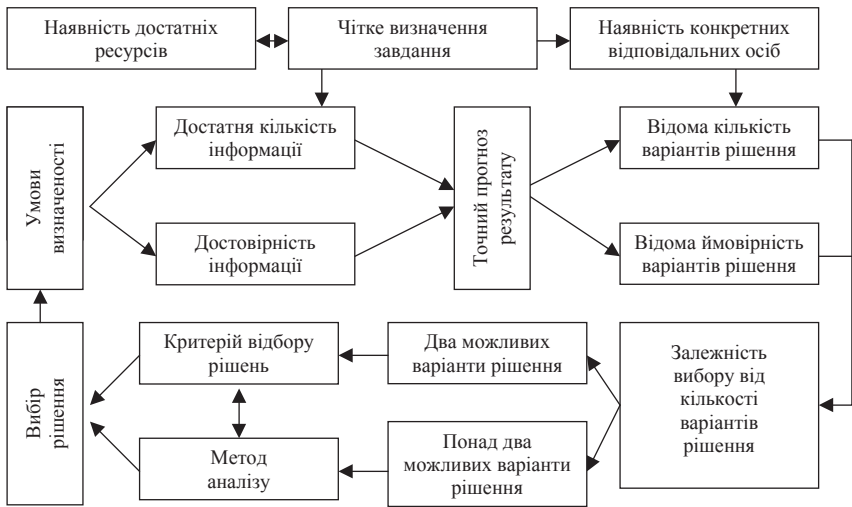 Наявність достатніх
ресурсів
Чітке визначення
завдання
Наявність конкретних
відповідальних осіб
Умови
визначеності
Достатня кількість
інформації
Достовірність
інформації
Точний прогноз
результату
Відома кількість
варіантів рішення
Відома ймовірність
варіантів рішення
Вибір
рішення
Критерій відбору
рішень
Метод
аналізу
Два можливих
варіанти рішення
Понад два
можливих варіанти
рішення
Залежність
вибору від
кількості
варіантів
рішення